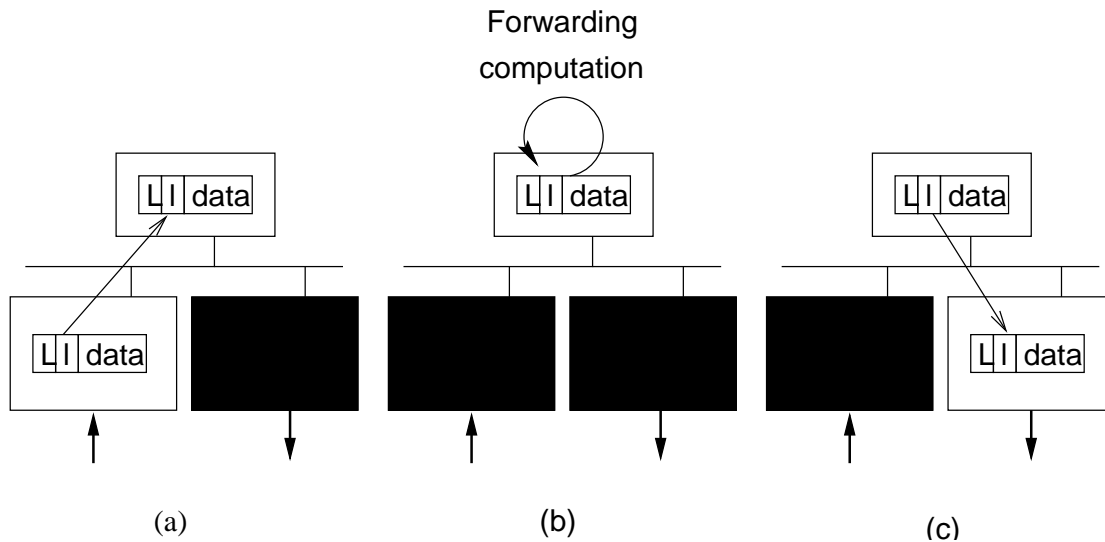 Forwarding
computation
L I data
L I data
L I data
L I data
L I data
(a)
(b)
(c)